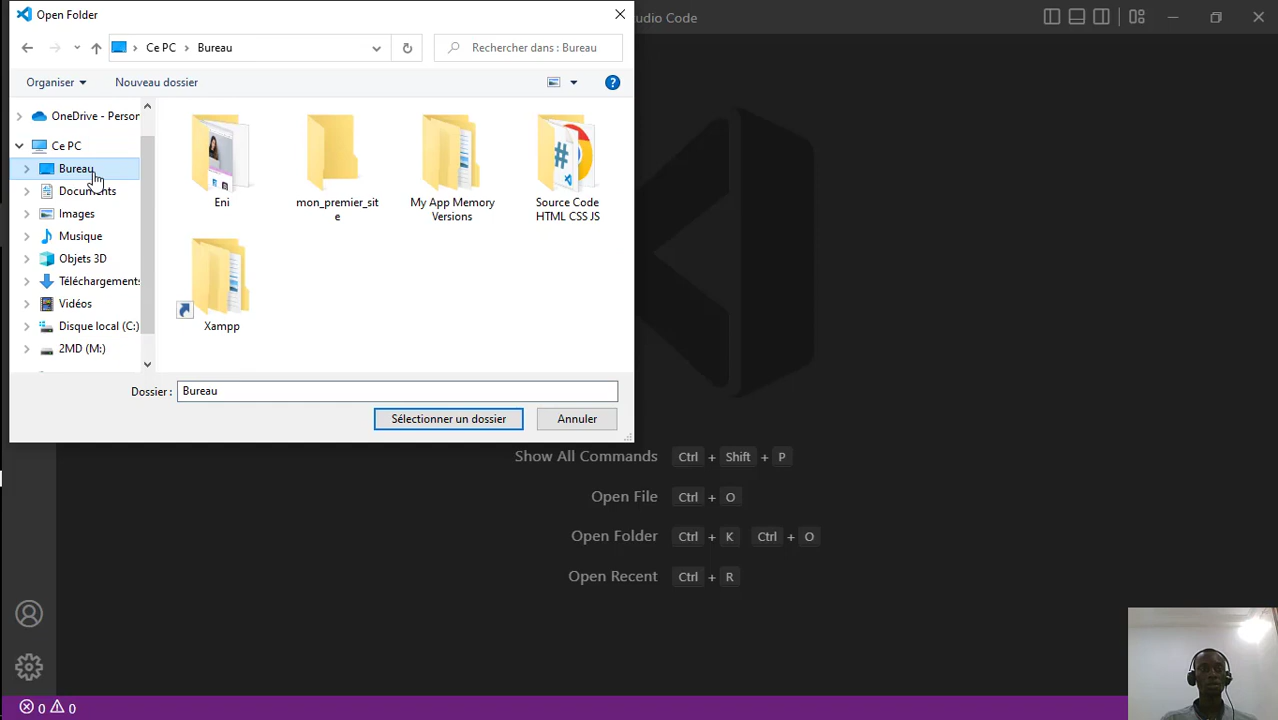 Open Folder
udio Code
Ce PC
Bureau
Rechercher dans : Bureau
Organiser
Nouveau dossier
OneDrive - Person
Ce PC
Bureau
Documents
Images
Musique
Objets 3D
Téléchargements
Vidéos
Disque local (C:)
2MD (M:)
Eni
mon_premier_sit
e
My App Memory
Versions
Source Code
HTML CSS JS
Xampp
Dossier :
Bureau
Sélectionner un dossier
Annuler
Show All Commands Ctrl + Shift + P
Open File Ctrl + O
Open Folder Ctrl + K Ctrl + O
Open Recent Ctrl + R
0 0